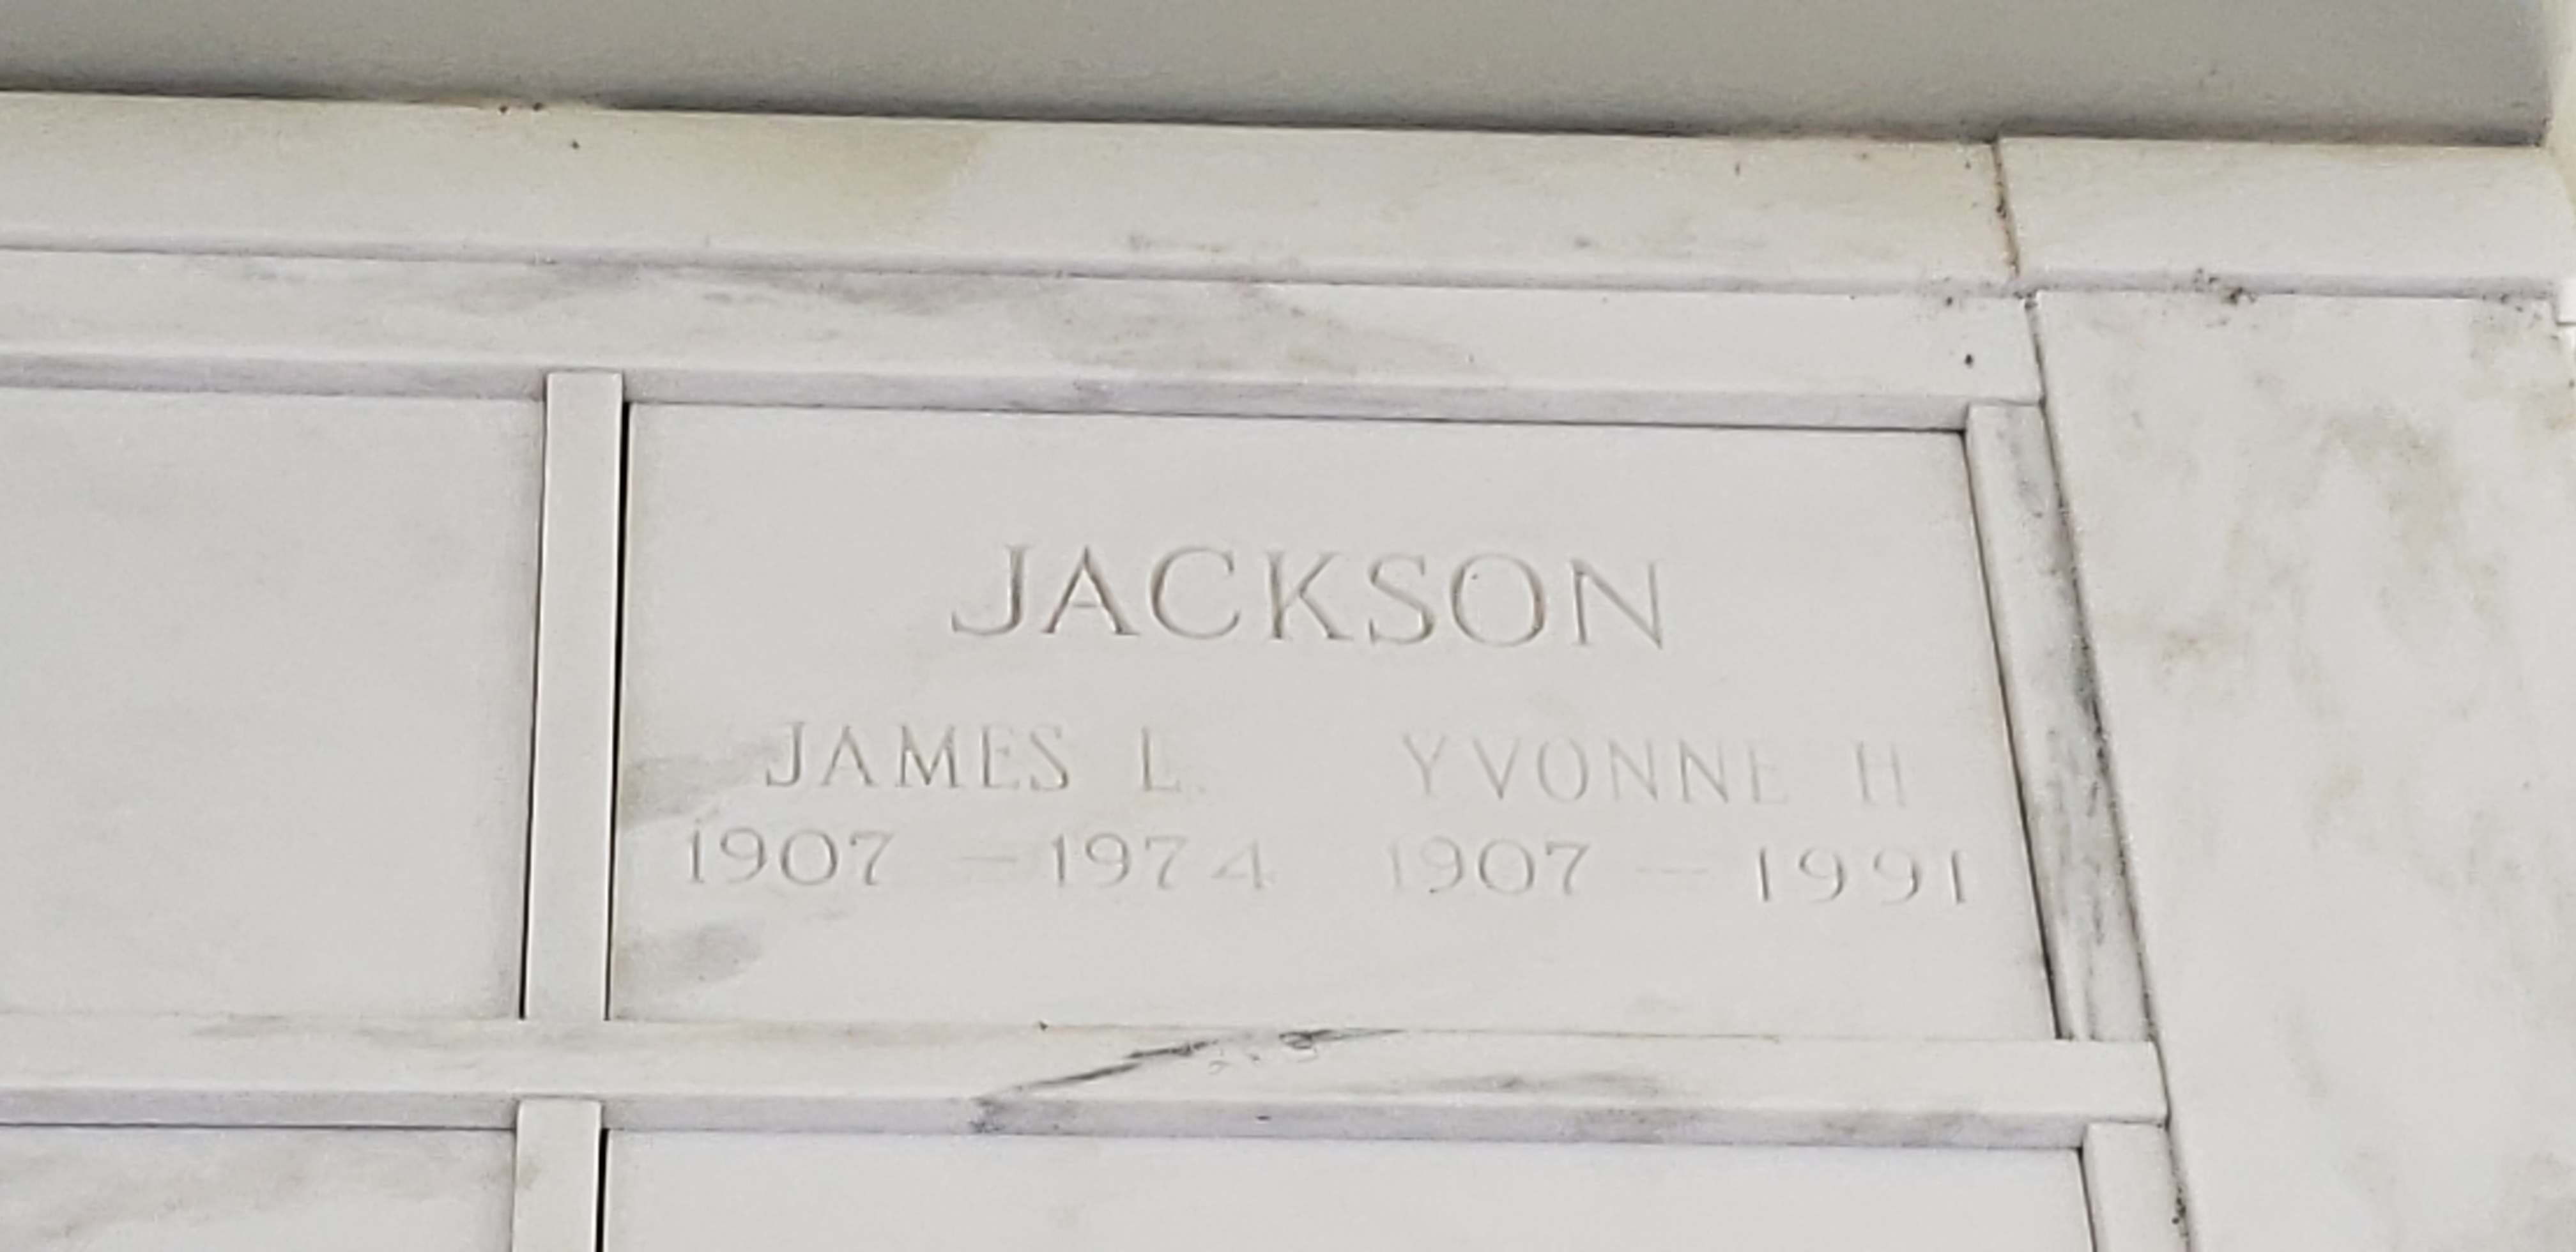 JACKSON
JAMES L. YVONNE H
1907 – 1974 1907 – 1991